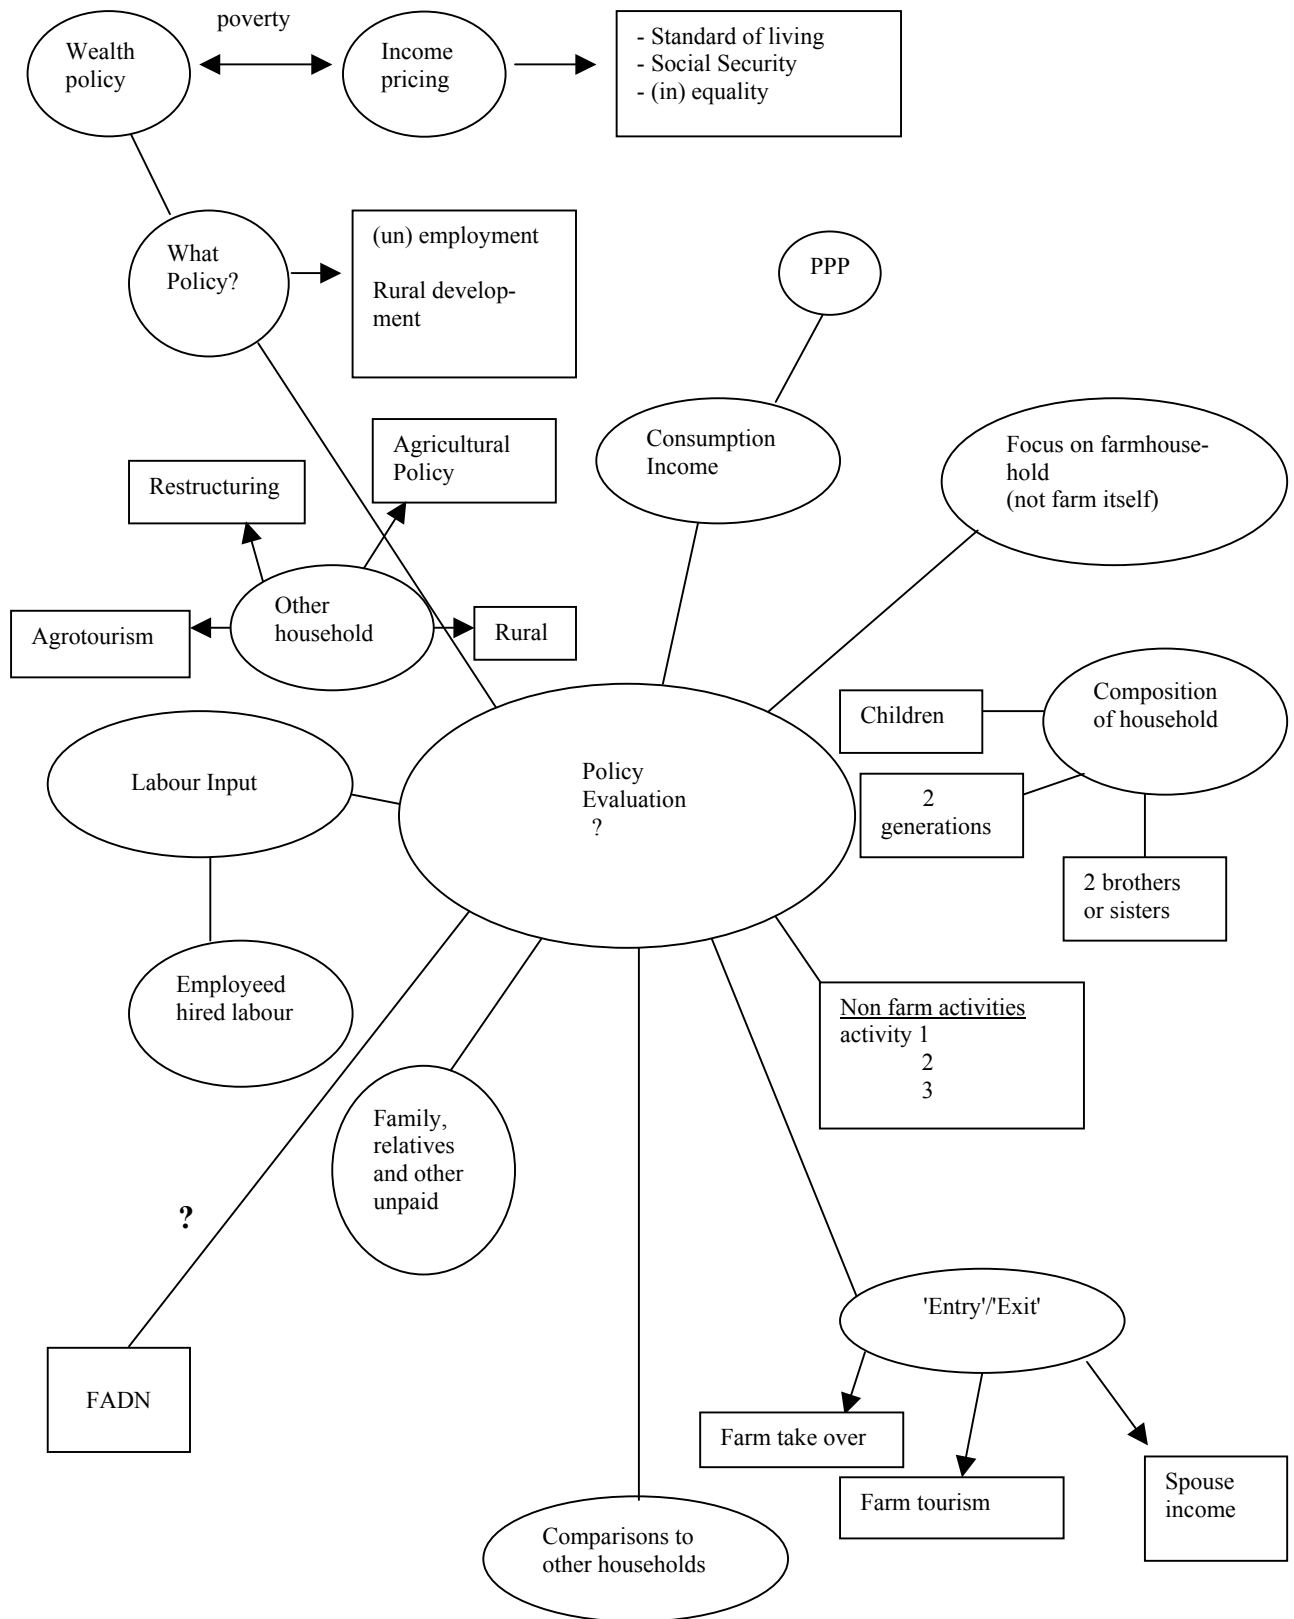 poverty
Wealth
policy
Income
pricing
- Standard of living
- Social Security
- (in) equality
What
Policy?
(un) employment
Rural develop-
ment
PPP
Consumption
Income
Focus on farmhouse-
hold
(not farm itself)
Agricultural
Policy
Restructuring
Other
household
Agrotourism
Rural
Composition
of household
Children
2
generations
2 brothers
or sisters
Labour Input
Policy
Evaluation
?
Employeed
hired labour
Non farm activities
activity 1
2
3
Family,
relatives
and other
unpaid
?
'Entry'/'Exit'
FADN
Farm take over
Farm tourism
Spouse
income
Comparisons to
other households